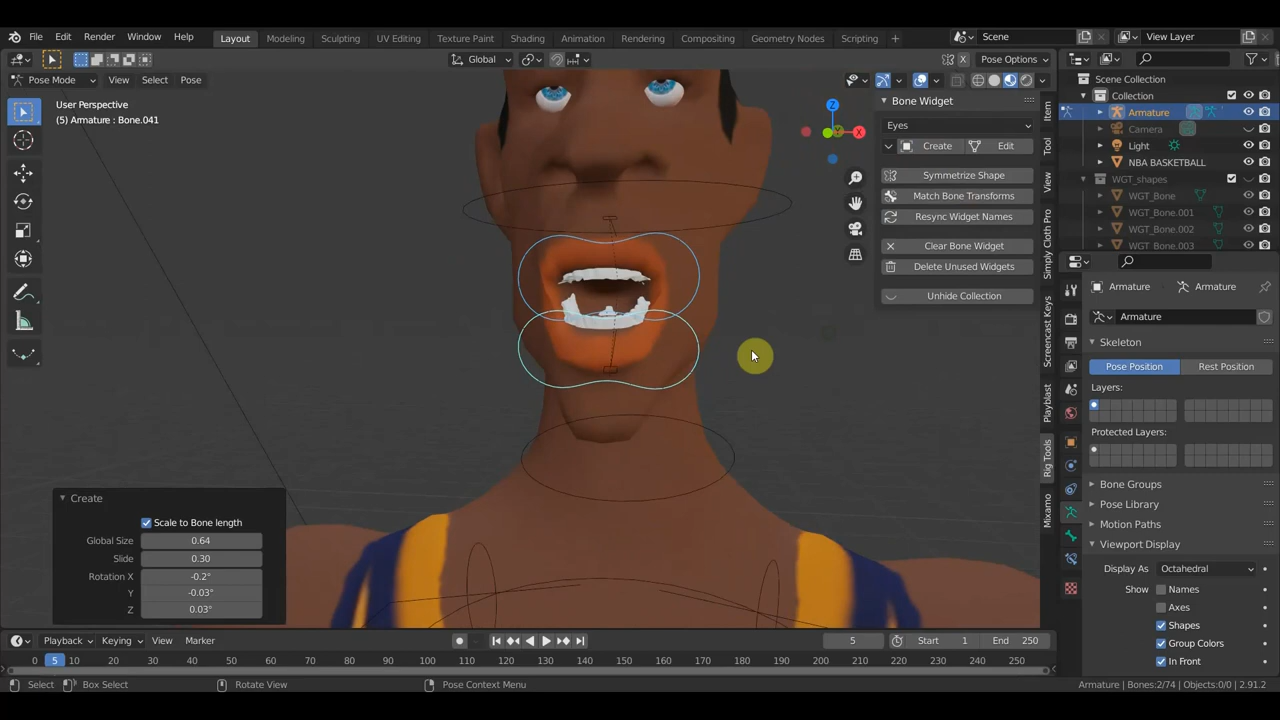 File Edit Render Window Help Layout Modeling Sculpting UV Editing Texture Paint Shading Animation Rendering Compositing Geometry Nodes Scripting + Scene View Layer
Global X Pose Options
Pose Mode View Select Pose
User Perspective
(5) Armature : Bone.041
Z
Y X
Bone Widget
Eyes
Create Edit
Symmetrize Shape
Match Bone Transforms
Resync Widget Names
Clear Bone Widget
Delete Unused Widgets
Unhide Collection
Item
Tool
View
Simply Cloth Pro
Screencast Keys
Playblast
Rig Tools
Mixamo
Scene Collection
Collection
Armature
Camera
Light
NBA BASKETBALL
WGT_shapes
WGT_Bone
WGT_Bone.001
WGT_Bone.002
WGT_Bone.003
Armature Armature
Armature
Skeleton
Pose Position Rest Position
Layers:
Protected Layers:
Bone Groups
Pose Library
Motion Paths
Viewport Display
Display As Octahedral
Show Names
Axes
Shapes
Group Colors
In Front
Create
Scale to Bone length
Global Size 0.64
Slide 0.30
Rotation X -0.2°
Y -0.03°
Z 0.03°
Playback Keying View Marker 5 Start 1 End 250
0 5 10 20 30 40 50 60 70 80 90 100 110 120 130 140 150 160 170 180 190 200 210 220 230 240 250
Select Box Select Rotate View Pose Context Menu Armature | Bones:2/74 | Objects:0/0 | 2.91.2